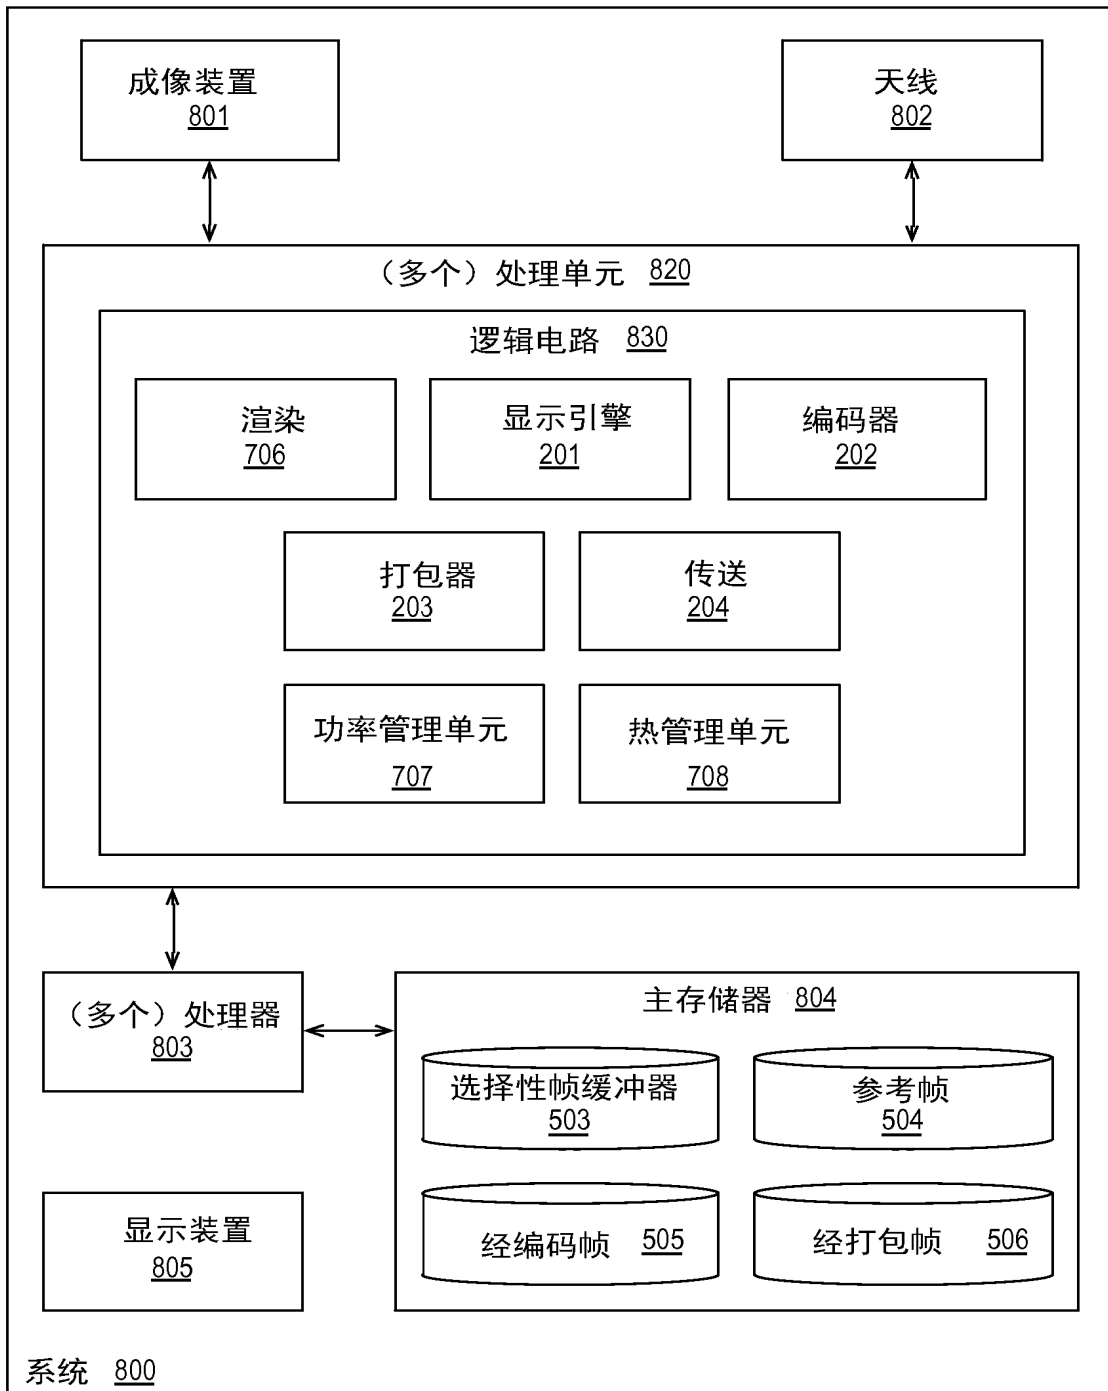 成像装置
801
天线
802
（多个）处理单元 820
逻辑电路 830
渲染
706
显示引擎
201
编码器
202
打包器
203
传送
204
功率管理单元
707
热管理单元
708
（多个）处理器
803
主存储器 804
选择性帧缓冲器
503
参考帧
504
经编码帧 505
经打包帧 506
显示装置
805
系统 800